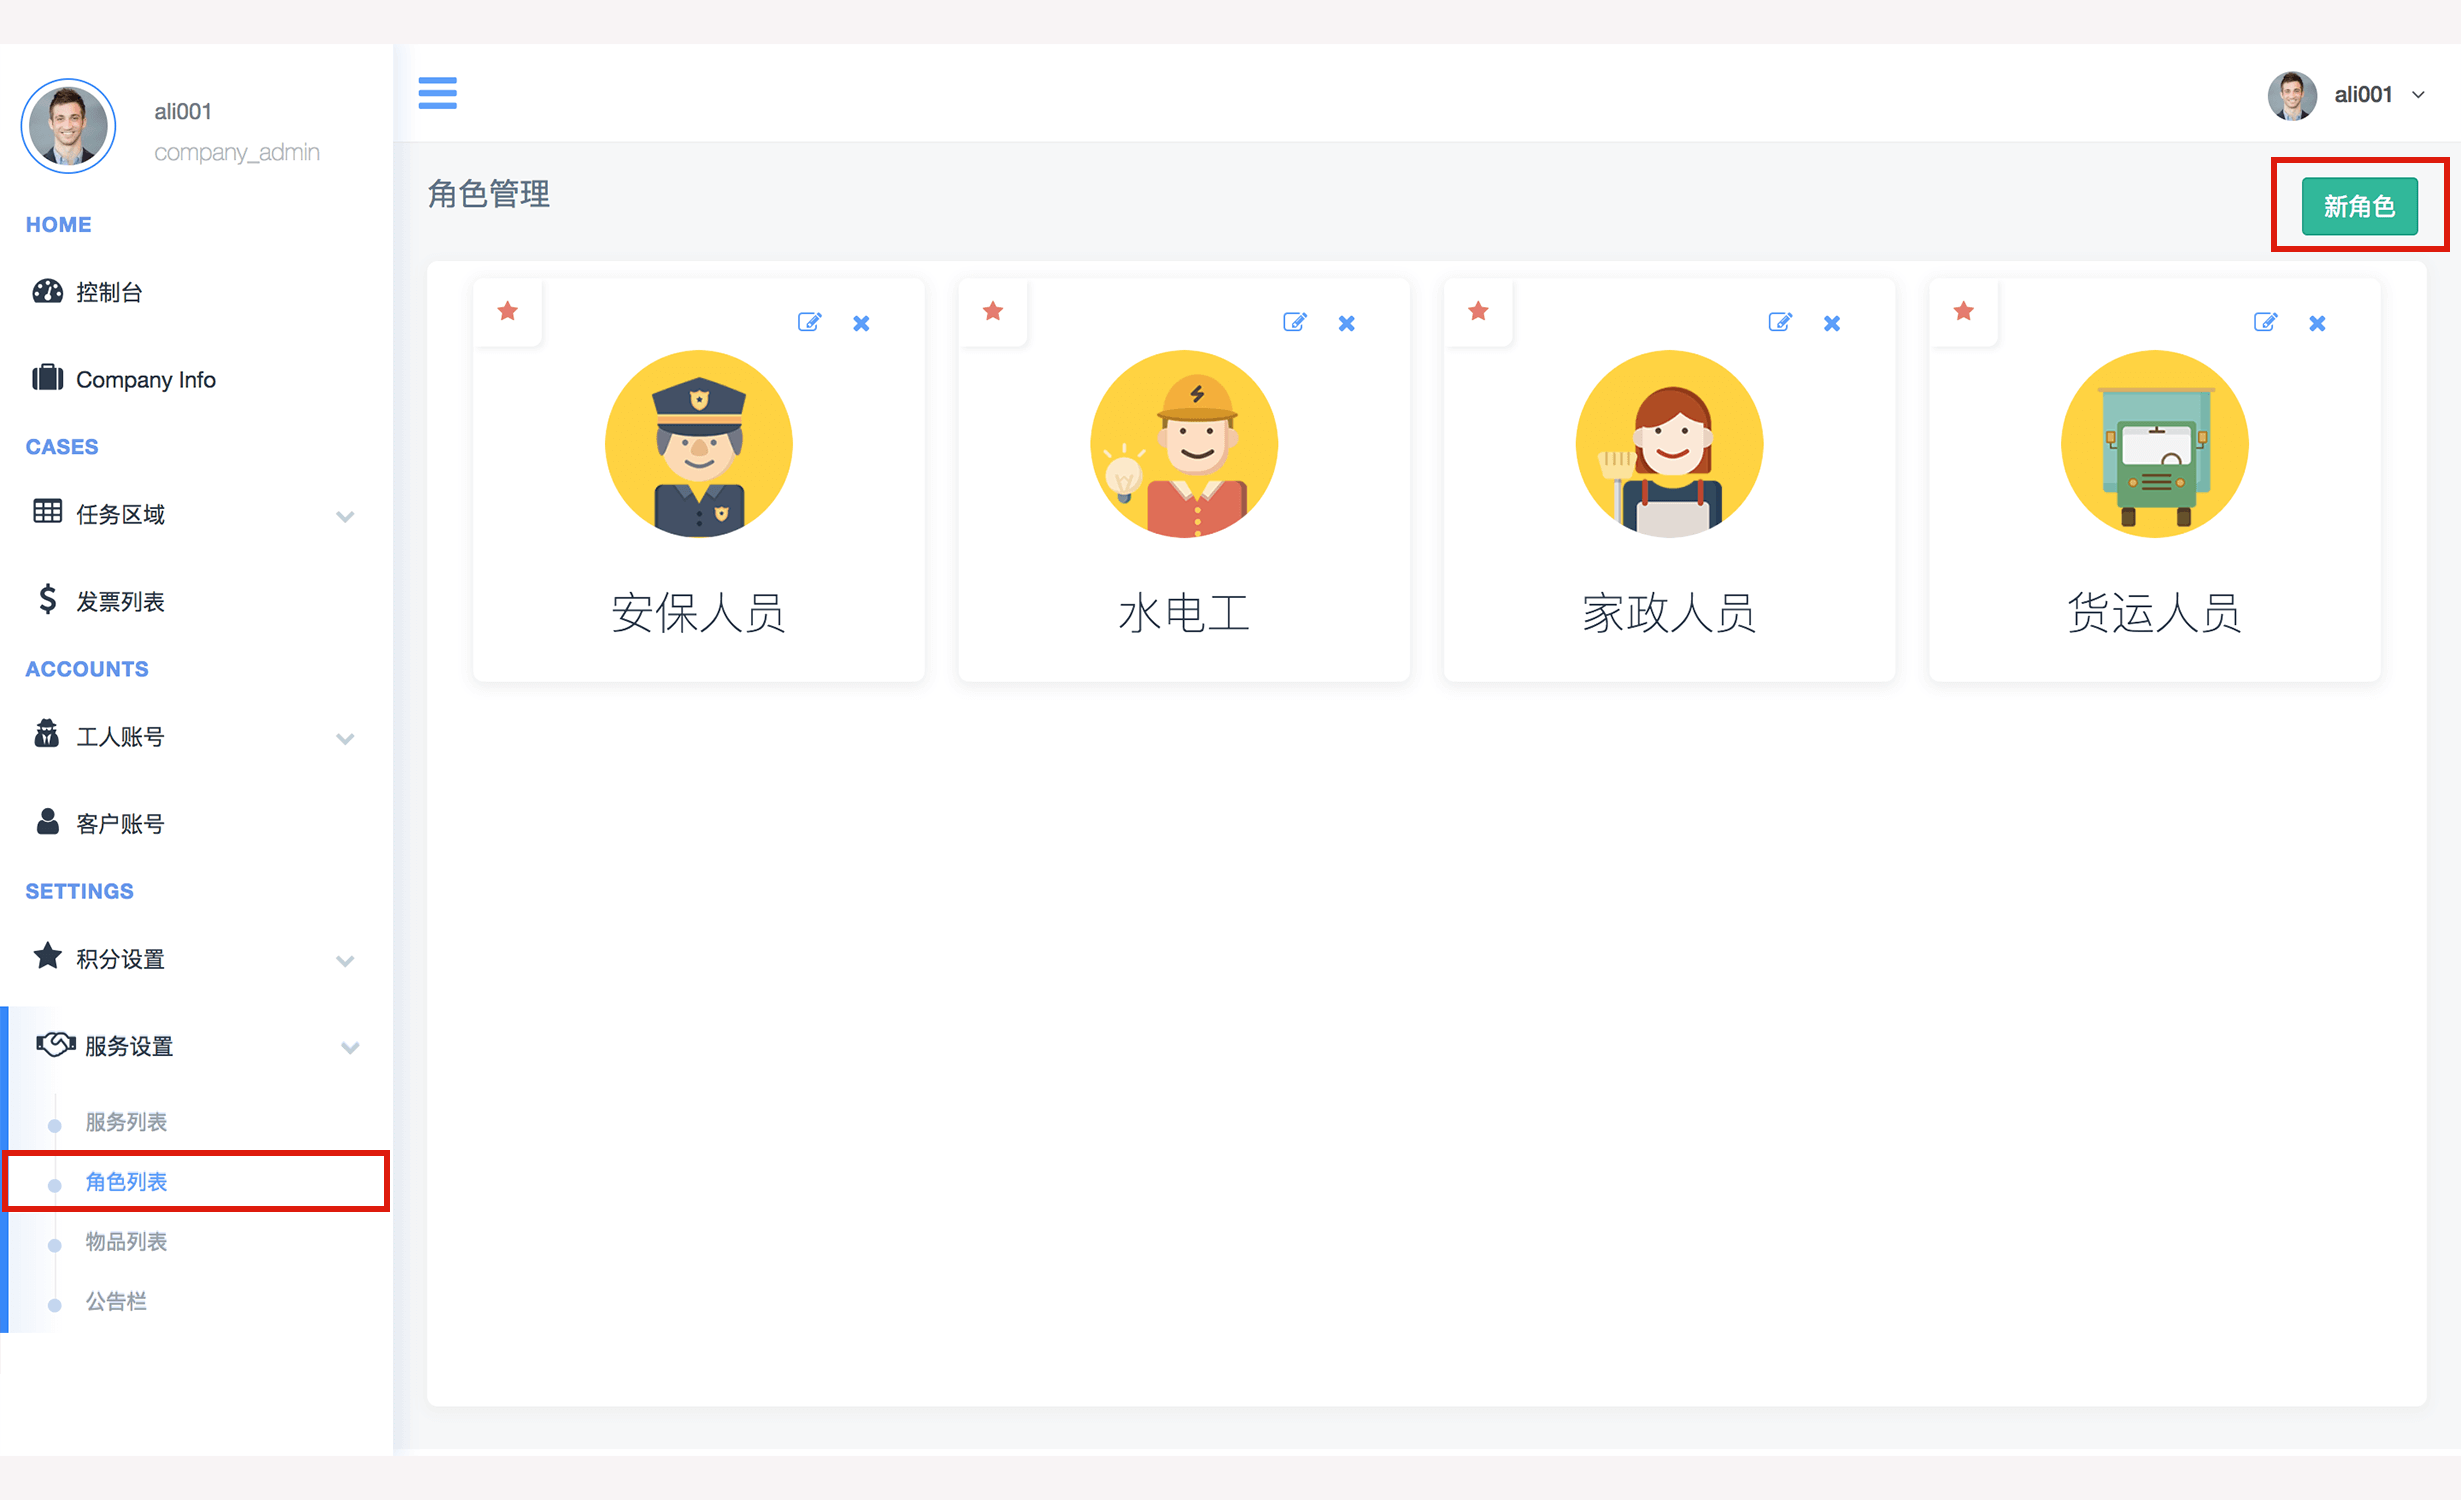 ali001
company_admin
HOME
控制台
Company Info
CASES
任务区域
发票列表
ACCOUNTS
工人账号
客户账号
SETTINGS
积分设置
服务设置
服务列表
角色列表
物品列表
公告栏
ali001
角色管理
新角色
安保人员
水电工
家政人员
货运人员